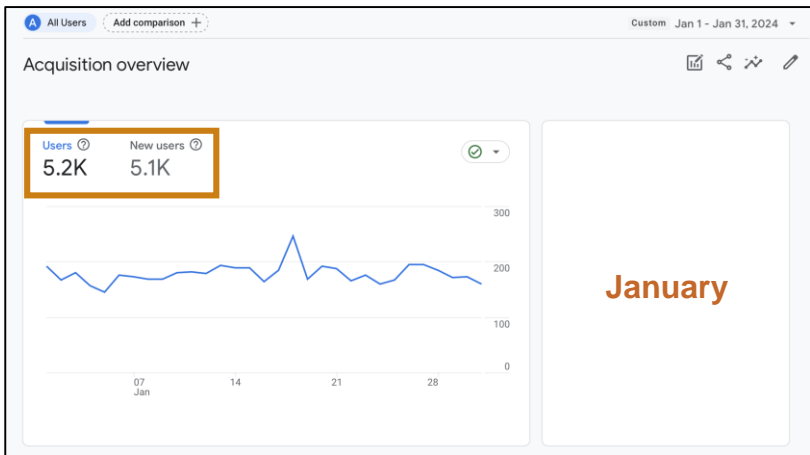 A All Users Add comparison + Custom Jan 1 - Jan 31, 2024
Acquisition overview
Users New users
5.2K 5.1K
300
200
January
100
0
07 14 21 28
Jan